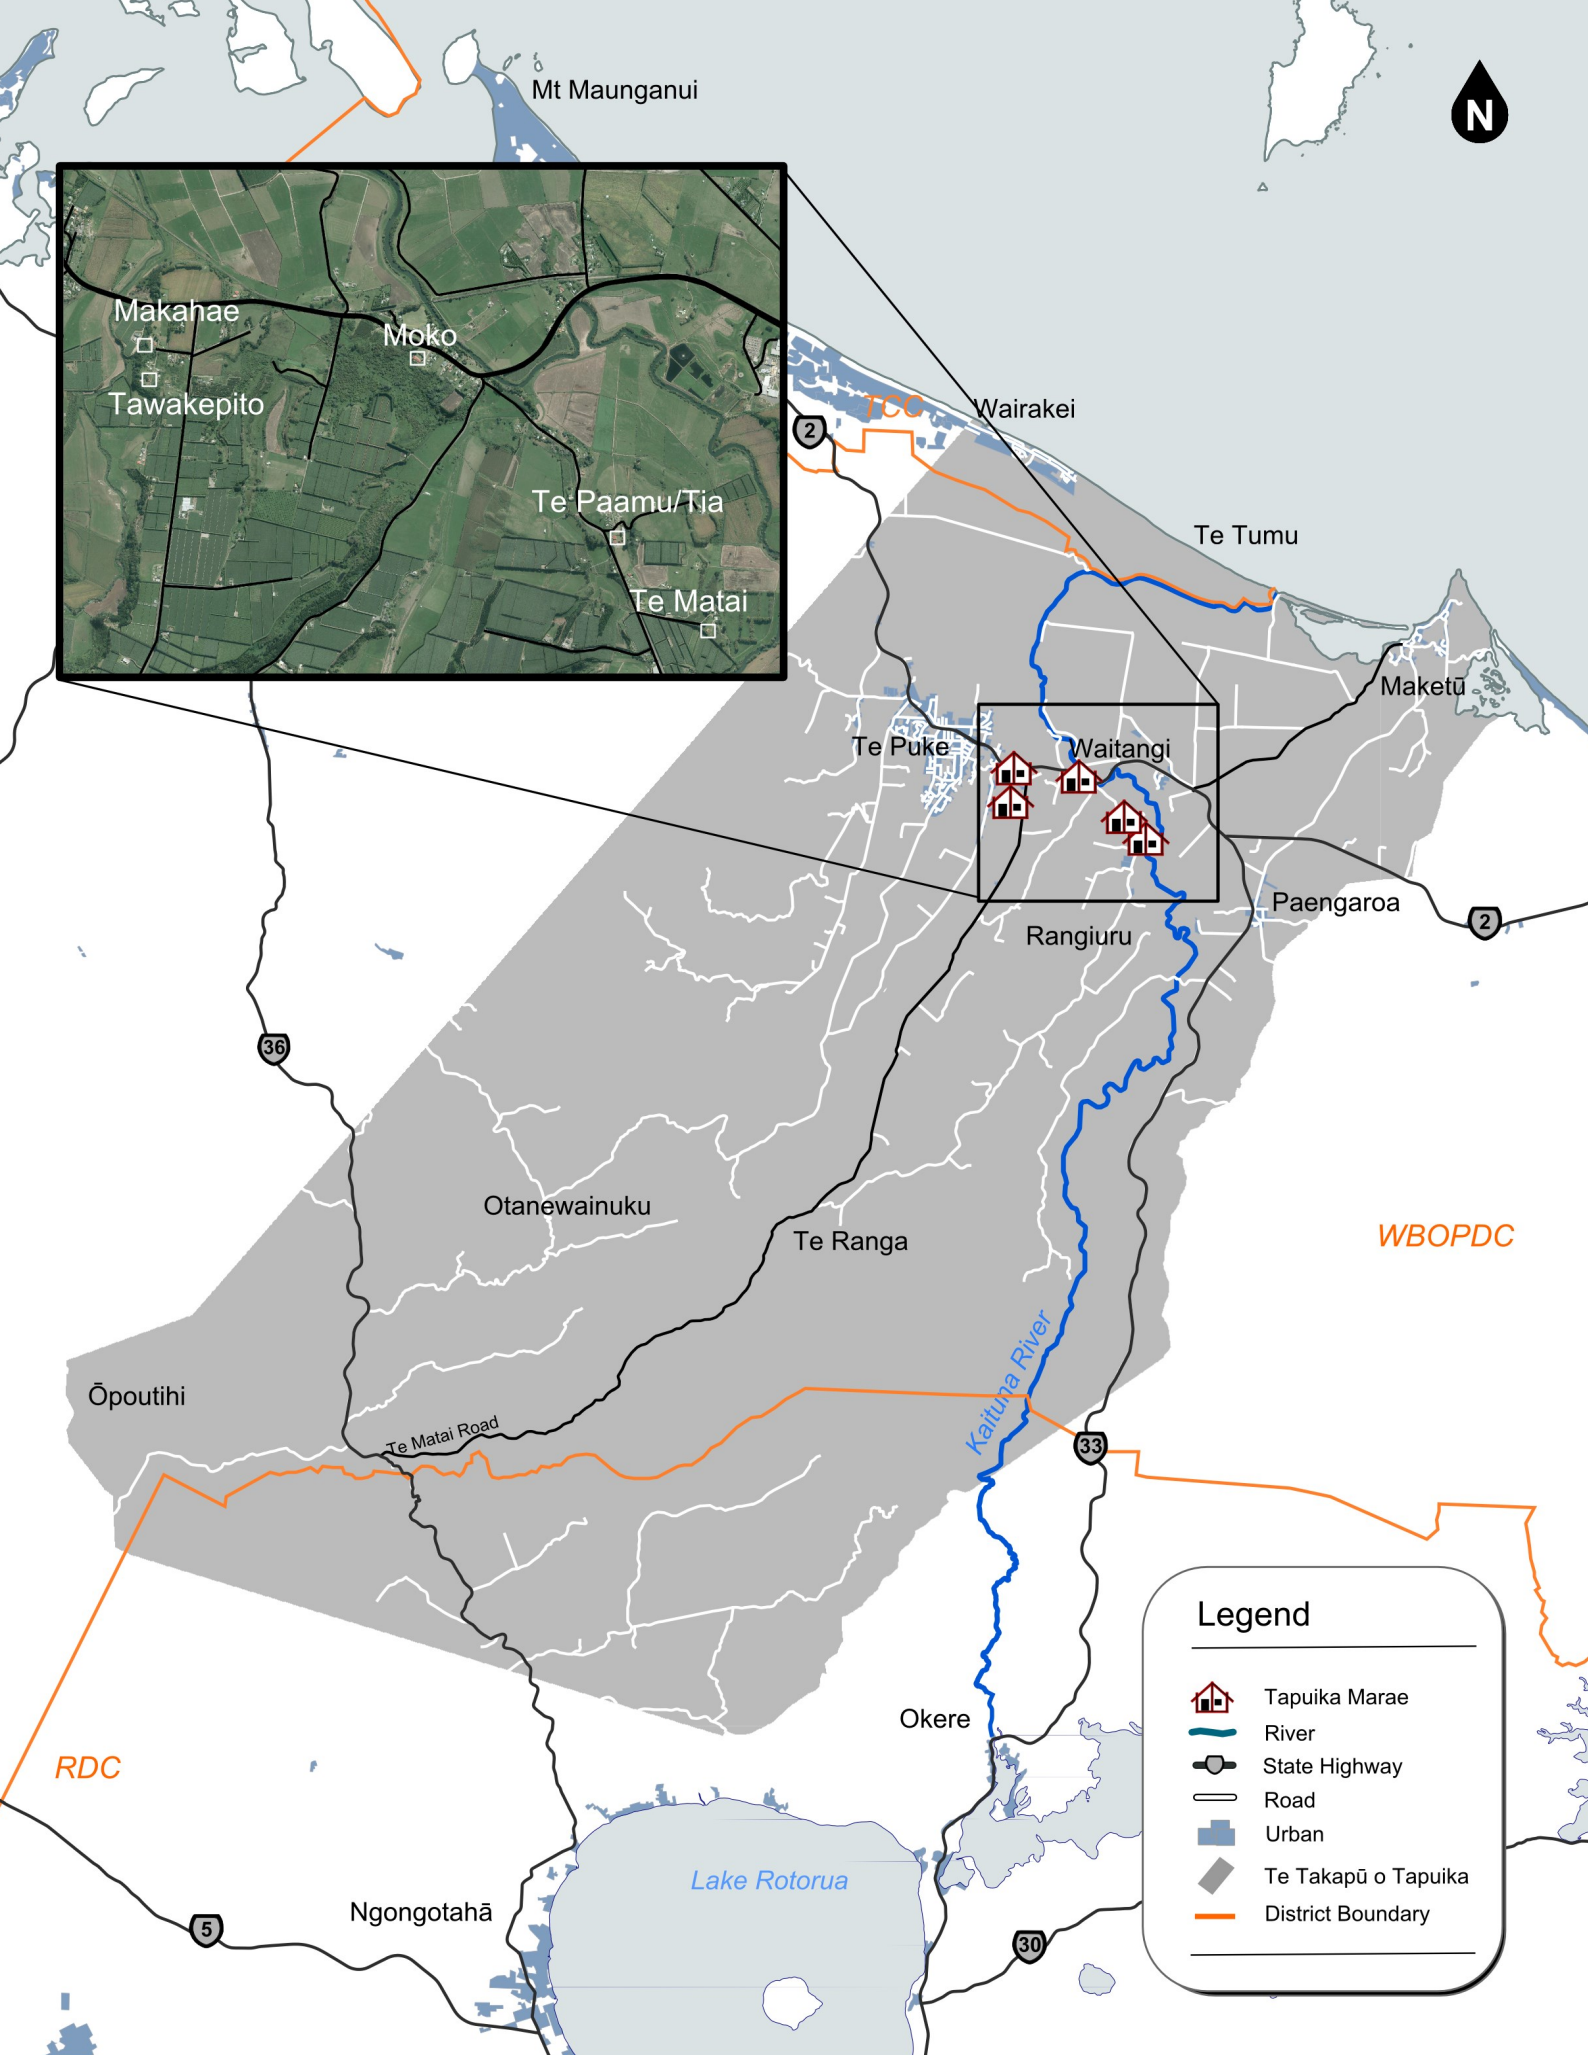 Mt Maunganui
N
Makahae
Moko
Tawakepito
Te Paamu/Tia
Te Matai
TCC
Wairakei
2
Te Tumu
Maketū
Te Puke
Waitangi
Paengaroa
2
Rangiuru
36
Otanewainuku
Te Ranga
WBOPDC
Kaituna River
Ōpoutihi
Te Matai Road
33
Okere
RDC
Lake Rotorua
Ngongotahā
5
30
Legend
Tapuika Marae
River
State Highway
Road
Urban
Te Takapū o Tapuika
District Boundary